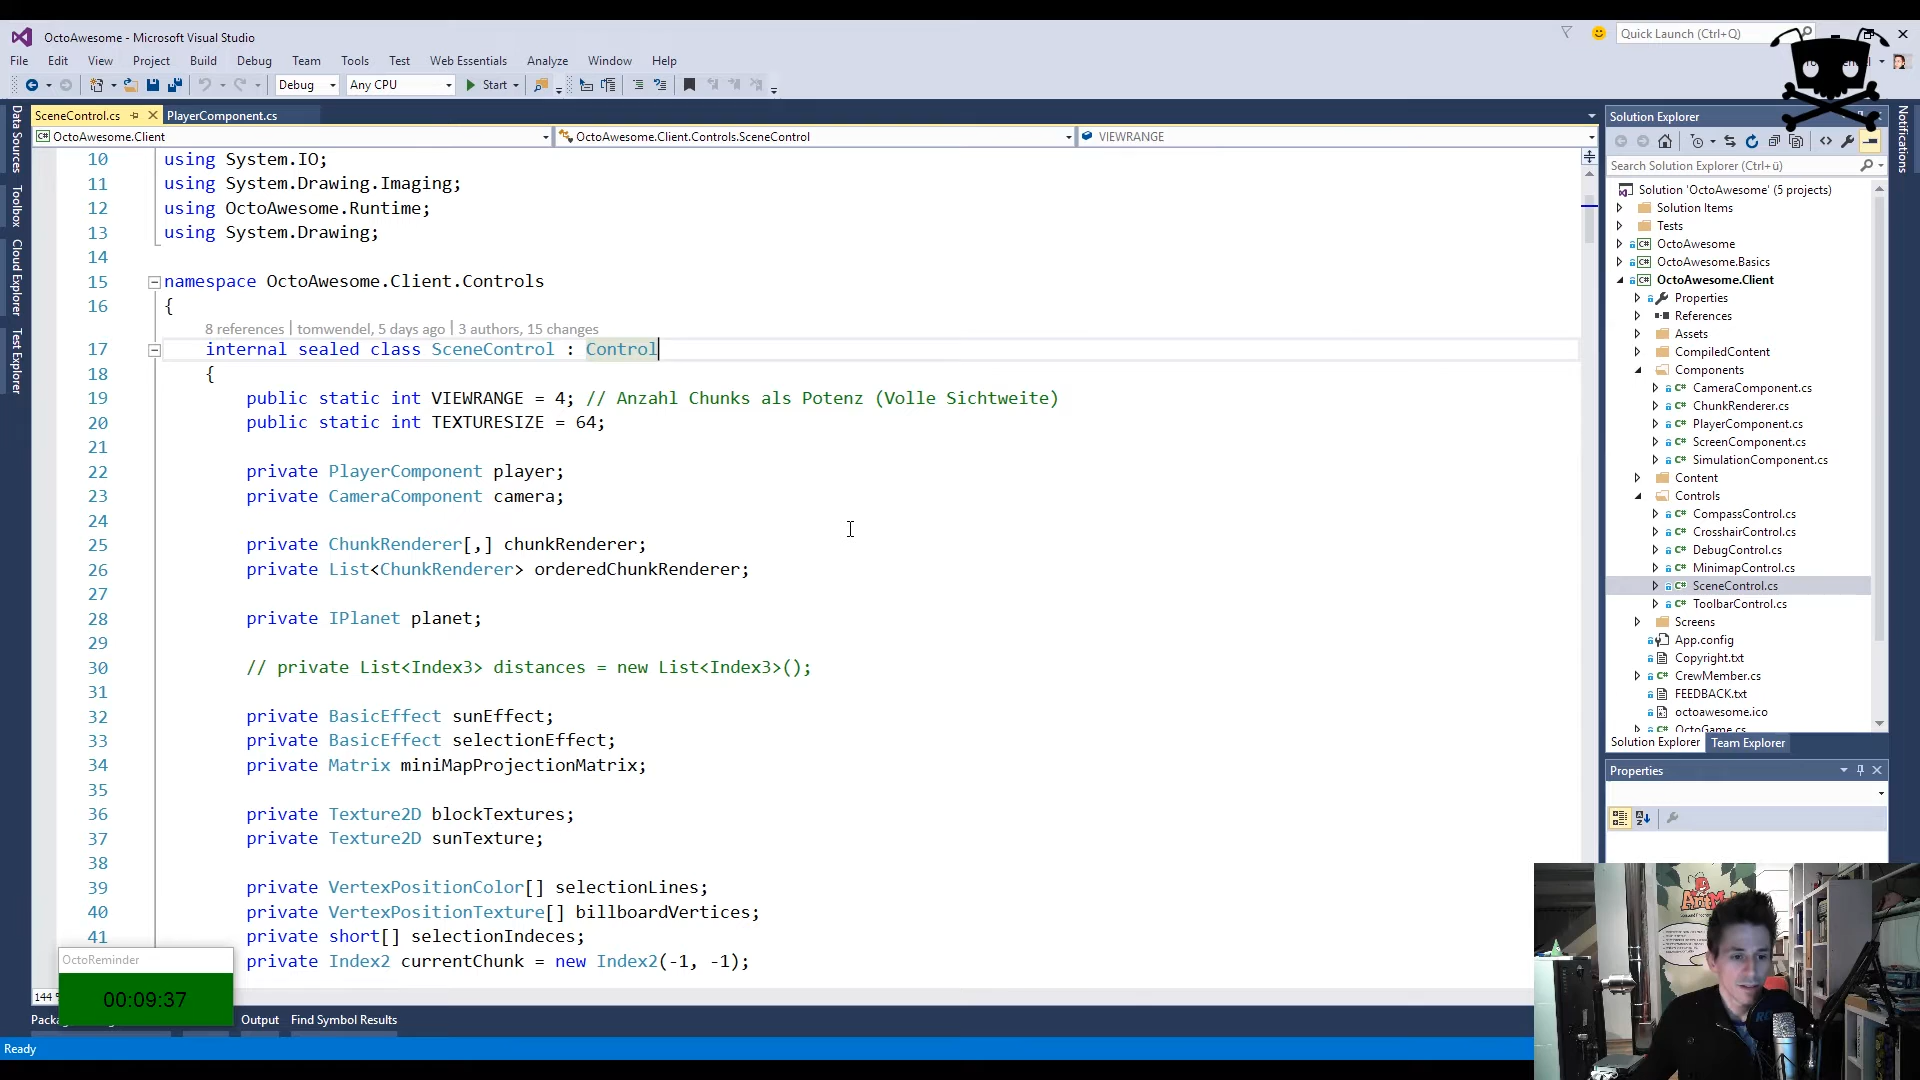 OctoAwesome - Microsoft Visual Studio
Quick Launch (Ctrl+Q)
File Edit View Project Build Debug Team Tools Test Web Essentials Analyze Window Help
Debug Any CPU Start
SceneControl.cs PlayerComponent.cs
OctoAwesome.Client OctoAwesome.Client.Controls.SceneControl VIEWRANGE
Data Sources
Toolbox
Cloud Explorer
Test Explorer
10 using System.IO;
11 using System.Drawing.Imaging;
12 using OctoAwesome.Runtime;
13 using System.Drawing;
14
15 namespace OctoAwesome.Client.Controls
16 {
8 references | tomwendel, 5 days ago | 3 authors, 15 changes
17 internal sealed class SceneControl : Control
18 {
19 public static int VIEWRANGE = 4; // Anzahl Chunks als Potenz (Volle Sichtweite)
20 public static int TEXTURESIZE = 64;
21
22 private PlayerComponent player;
23 private CameraComponent camera;
24
25 private ChunkRenderer[,] chunkRenderer;
26 private List<ChunkRenderer> orderedChunkRenderer;
27
28 private IPlanet planet;
29
30 // private List<Index3> distances = new List<Index3>();
31
32 private BasicEffect sunEffect;
33 private BasicEffect selectionEffect;
34 private Matrix miniMapProjectionMatrix;
35
36 private Texture2D blockTextures;
37 private Texture2D sunTexture;
38
39 private VertexPositionColor[] selectionLines;
40 private VertexPositionTexture[] billboardVertices;
41 private short[] selectionIndeces;
private Index2 currentChunk = new Index2(-1, -1);
144 %
OctoReminder
00:09:37
Output Find Symbol Results
Ready
Solution Explorer
Search Solution Explorer (Ctrl+ü)
Solution 'OctoAwesome' (5 projects)
Solution Items
Tests
OctoAwesome
OctoAwesome.Basics
OctoAwesome.Client
Properties
References
Assets
CompiledContent
Components
CameraComponent.cs
ChunkRenderer.cs
PlayerComponent.cs
ScreenComponent.cs
SimulationComponent.cs
Content
Controls
CompassControl.cs
CrosshairControl.cs
DebugControl.cs
MinimapControl.cs
SceneControl.cs
ToolbarControl.cs
Screens
App.config
Copyright.txt
CrewMember.cs
FEEDBACK.txt
octoawesome.ico
OctoGame.cs
Solution Explorer Team Explorer
Properties
Notifications